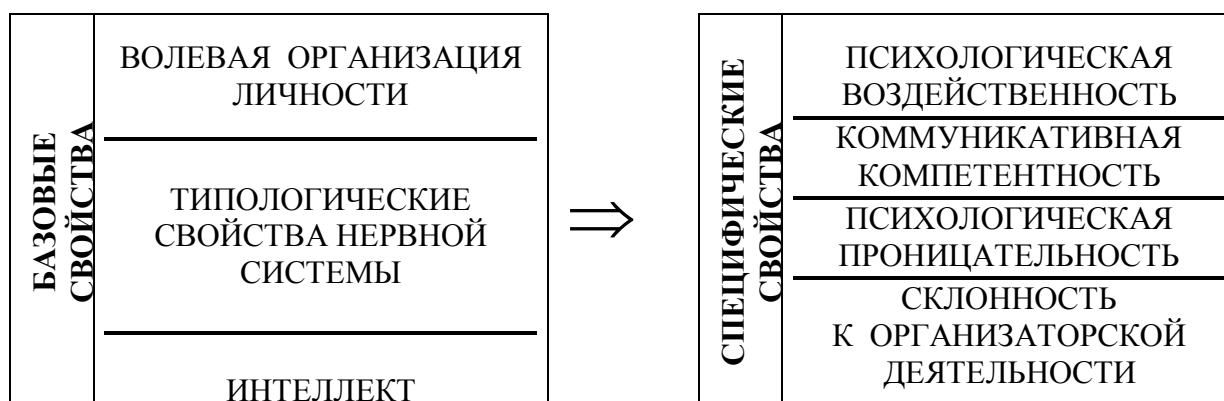 БАЗОВЫЕ
СВОЙСТВА
ВОЛЕВАЯ ОРГАНИЗАЦИЯ
ЛИЧНОСТИ
ТИПОЛОГИЧЕСКИЕ
СВОЙСТВА НЕРВНОЙ
СИСТЕМЫ
ИНТЕЛЛЕКТ
⇒
СПЕЦИФИЧЕСКИЕ
СВОЙСТВА
ПСИХОЛОГИЧЕСКАЯ
ВОЗДЕЙСТВЕННОСТЬ
КОММУНИКАТИВНАЯ
КОМПЕТЕНТНОСТЬ
ПСИХОЛОГИЧЕСКАЯ
ПРОНИЦАТЕЛЬНОСТЬ
СКЛОННОСТЬ
К ОРГАНИЗАТОРСКОЙ
ДЕЯТЕЛЬНОСТИ